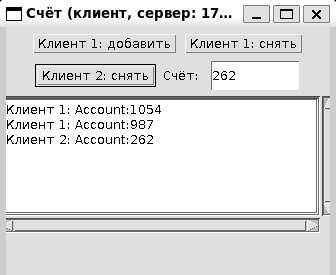 Счёт (клиент, сервер: 17...
Клиент 1: добавить Клиент 1: снять
Клиент 2: снять Счёт: 262
Клиент 1: Account:1054
Клиент 1: Account:987
Клиент 2: Account:262